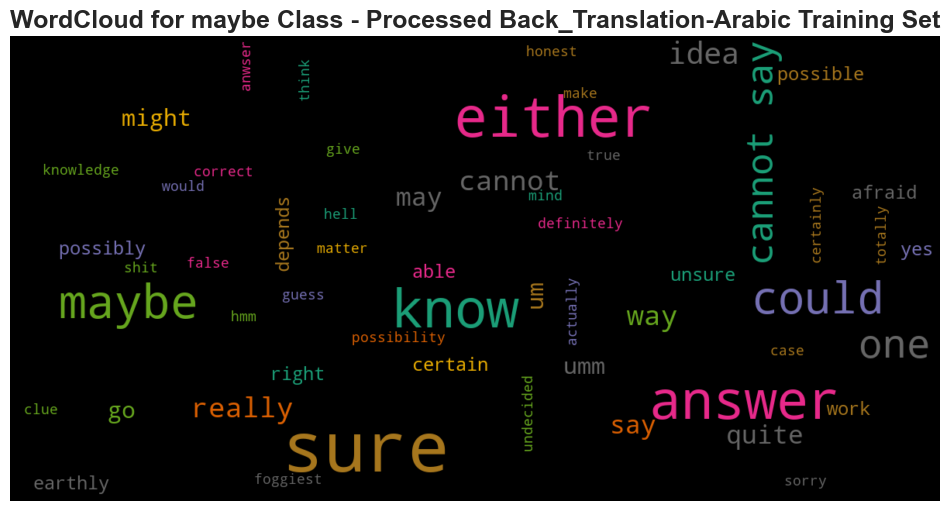 WordCloud for maybe Class - Processed Back_Translation-Arabic Training Set
anwser
think
honest
idea
cannot say
possible
might
either
make
give
true
knowledge
correct
would
cannot
may
mind
afraid
certainly
totally
depends
hell
definitely
possibly
matter
yes
shit
false
able
unsure
maybe
guess
know
um
actually
could
hmm
way
possibility
one
case
right
certain
umm
clue
go
really
undecided
answer
work
say
sure
quite
earthly
foggiest
sorry